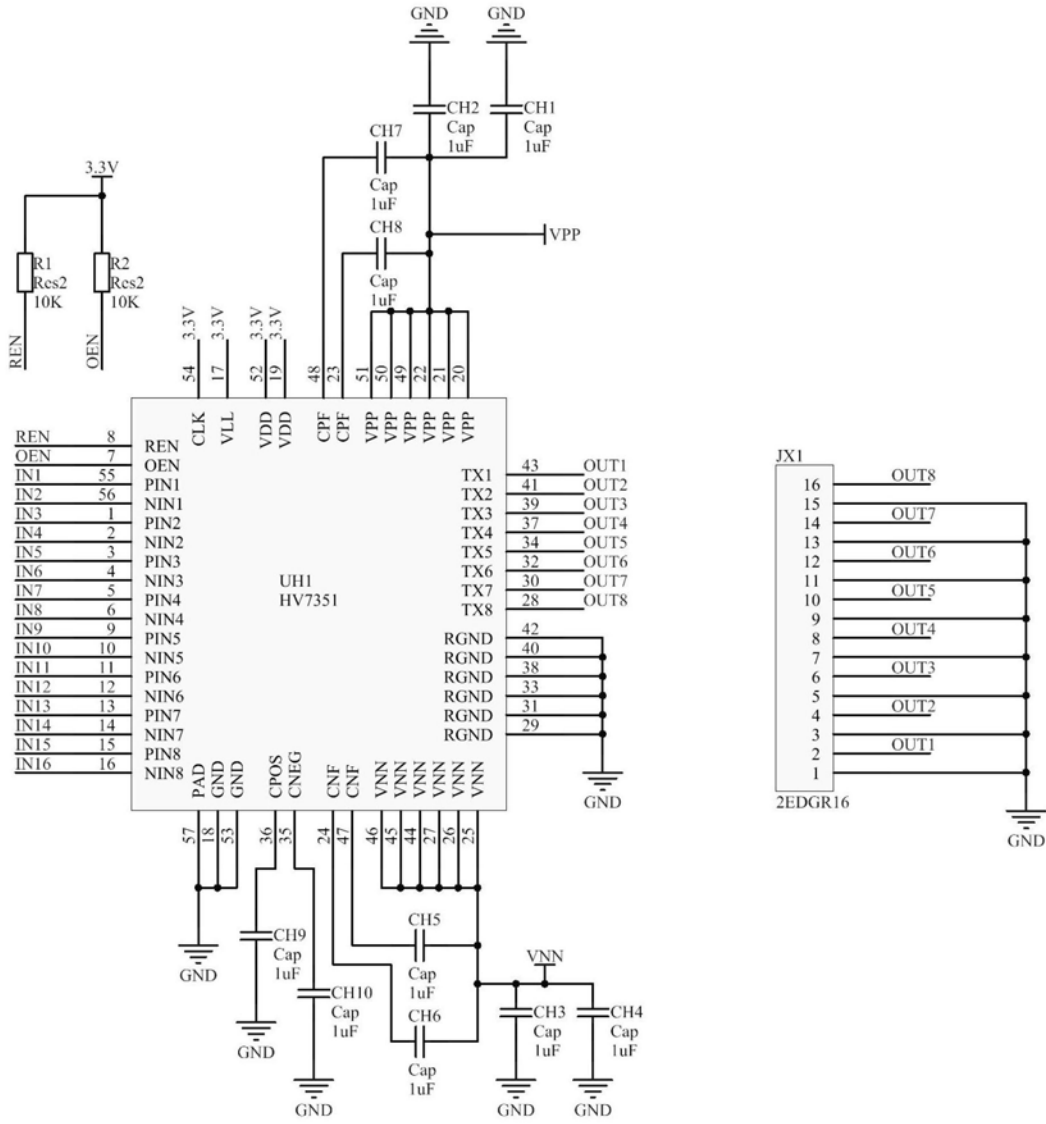 GND GND
CH2 CH1
CH7 Cap Cap
1uF 1uF
3.3V
Cap
1uF
CH8 VPP
R1 R2
Res2 Res2
10K 10K
Cap
1uF
REN OEN
3.3V 3.3V 3.3V 3.3V
54 17 52 19 48 23 51 50 49 22 21 20
CLK VLL VDD VDD CPF CPF VPP VPP VPP VPP VPP VPP
REN 8 REN
OEN 7 OEN
IN1 55 PIN1
IN2 56 NIN1
IN3 1 PIN2
IN4 2 NIN2
IN5 3 PIN3
IN6 4 NIN3
IN7 5 PIN4
IN8 6 NIN4
IN9 9 PIN5
IN10 10 NIN5
IN11 11 PIN6
IN12 12 NIN6
IN13 13 PIN7
IN14 14 NIN7
IN15 15 PIN8
IN16 16 NIN8
UH1
HV7351
TX1 43 OUT1
TX2 41 OUT2
TX3 39 OUT3
TX4 37 OUT4
TX5 34 OUT5
TX6 32 OUT6
TX7 30 OUT7
TX8 28 OUT8
RGND 42
RGND 40
RGND 38
RGND 33
RGND 31
RGND 29
GND
PAD GND GND CPOS CNEG CNF CNF VNN VNN VNN VNN VNN VNN
57 18 53 36 35 24 47 46 45 44 27 26 25
GND
CH9
Cap
1uF
GND
CH10
Cap
1uF
GND
CH5
Cap
1uF
CH6
Cap
1uF
VNN
CH3 CH4
Cap Cap
1uF 1uF
GND GND
JX1
16 OUT8
15
14 OUT7
13
12 OUT6
11
10 OUT5
9
8 OUT4
7
6 OUT3
5
4 OUT2
3
2 OUT1
1
2EDGR16
GND